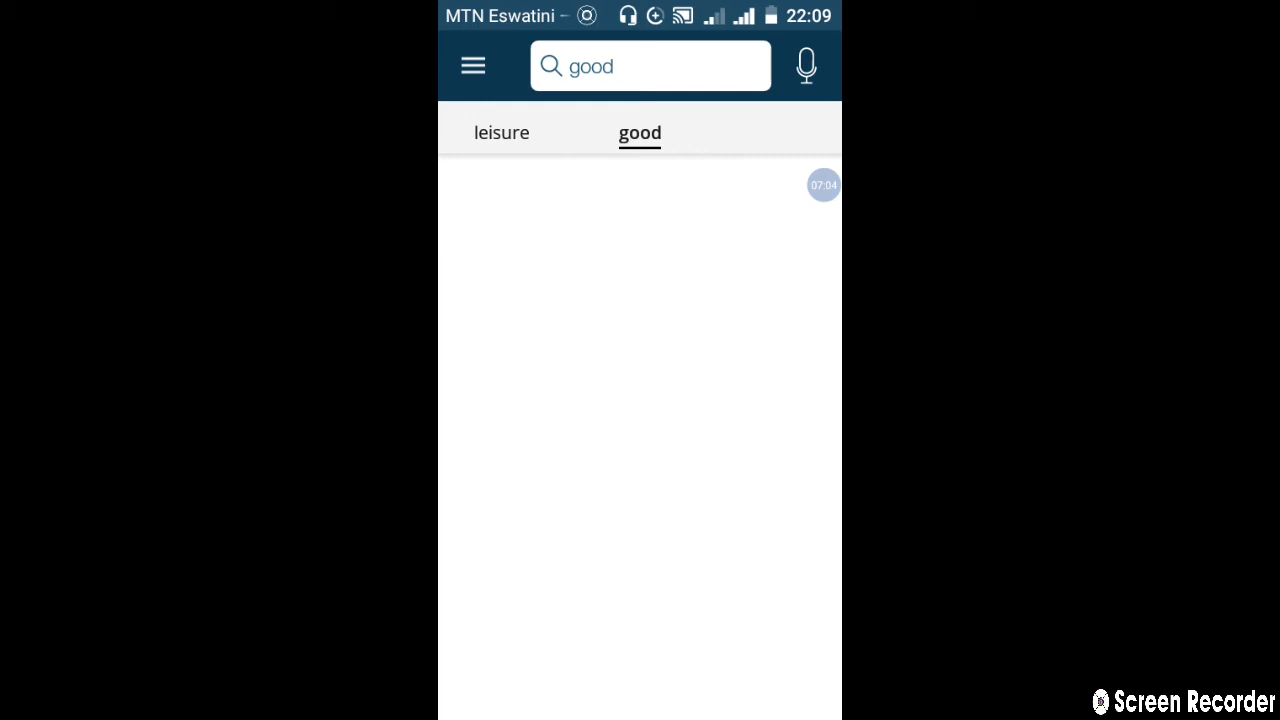 MTN Eswatini - 22:09
good
leisure good
07:04
Screen Recorder